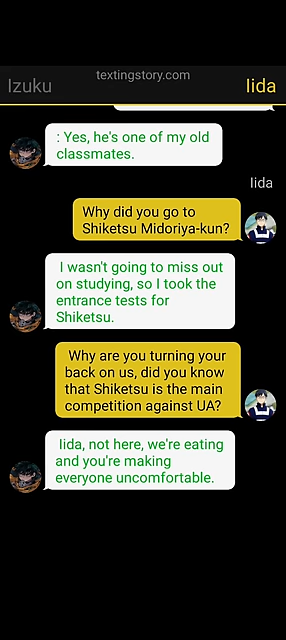 textingstory.com
Izuku
Iida
: Yes, he's one of my old
classmates.
Iida
Why did you go to
Shiketsu Midoriya-kun?
I wasn't going to miss out
on studying, so I took the
entrance tests for
Shiketsu.
Why are you turning your
back on us, did you know
that Shiketsu is the main
competition against UA?
Iida, not here, we're eating
and you're making
everyone uncomfortable.